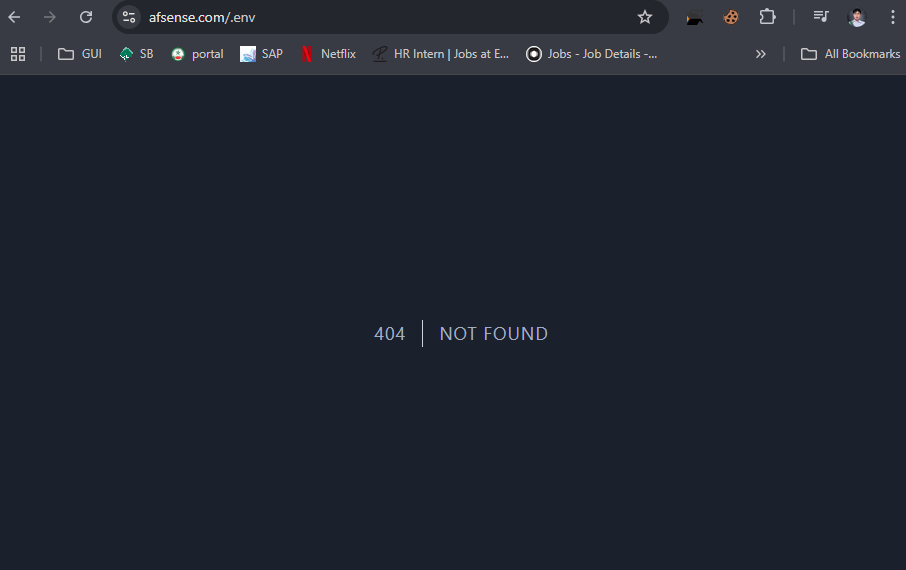 afsense.com/.env
GUI SB portal SAP Netflix HR Intern | Jobs at E... Jobs - Job Details -... All Bookmarks
404 NOT FOUND